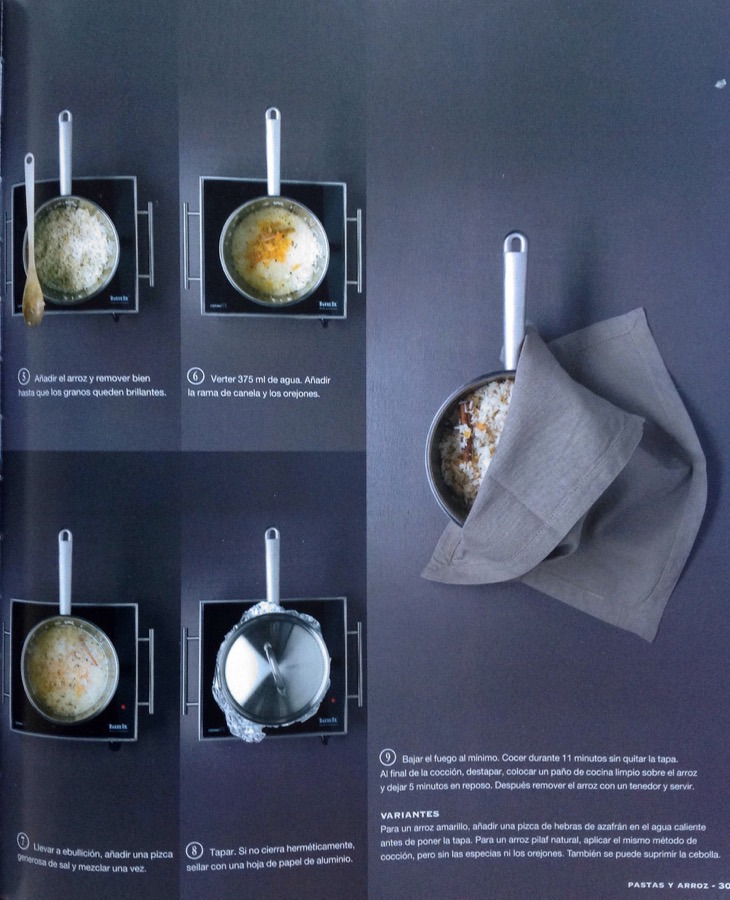 5 Añadir el arroz y remover bien
hasta que los granos queden brillantes.
6 Verter 375 ml de agua. Añadir
la rama de canela y los orejones.
7 Llevar a ebullición, añadir una pizca
generosa de sal y mezclar una vez.
8 Tapar. Si no cierra herméticamente,
sellar con una hoja de papel de aluminio.
9 Bajar el fuego al mínimo. Cocer durante 11 minutos sin quitar la tapa.
Al final de la cocción, destapar, colocar un paño de cocina limpio sobre el arroz
y dejar 5 minutos en reposo. Después remover el arroz con un tenedor y servir.
VARIANTES
Para un arroz amarillo, añadir una pizca de hebras de azafrán en el agua caliente
antes de poner la tapa. Para un arroz pilaf natural, aplicar el mismo método de
cocción, pero sin las especias ni los orejones. También se puede suprimir la cebolla.
PASTAS Y ARROZ • 30